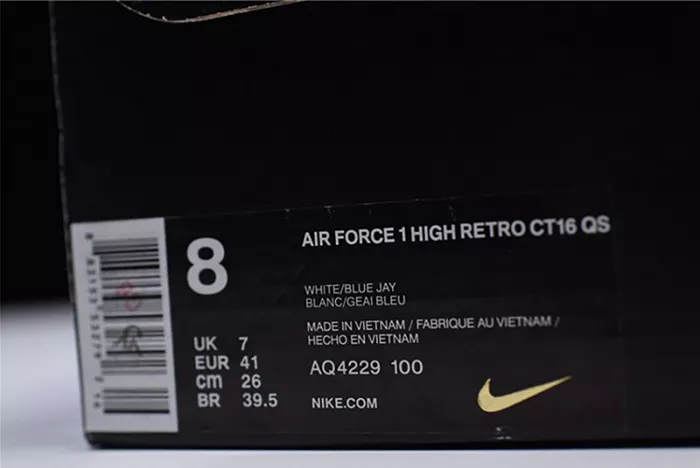 8
AIR FORCE 1 HIGH RETRO CT16 QS
WHITE/BLUE JAY
BLANC/GEAI BLEU
MADE IN VIETNAM / FABRIQUE AU VIETNAM /
HECHO EN VIETNAM
UK 7
EUR 41
cm 26
BR 39.5
AQ4229 100
NIKE.COM